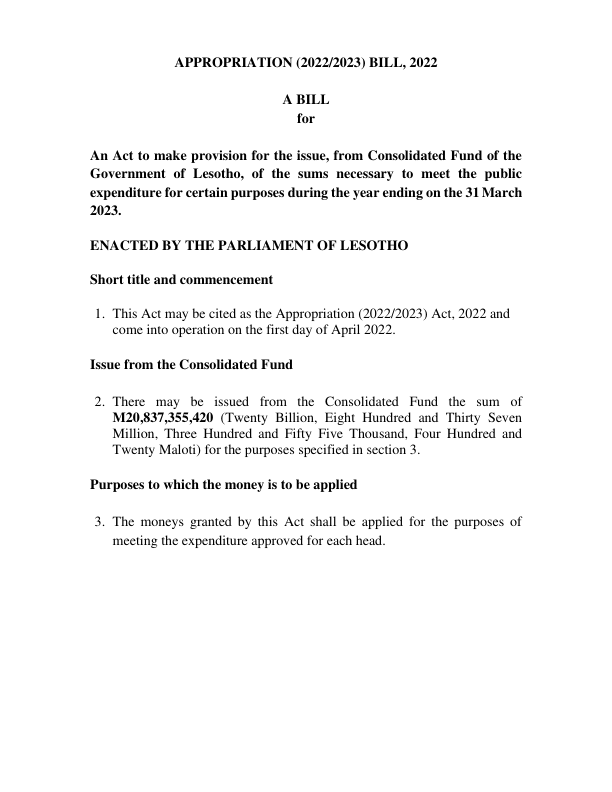 APPROPRIATION (2022/2023) BILL, 2022
A BILL
for
An Act to make provision for the issue, from Consolidated Fund of the
Government of Lesotho, of the sums necessary to meet the public
expenditure for certain purposes during the year ending on the 31 March
2023.
ENACTED BY THE PARLIAMENT OF LESOTHO
Short title and commencement
1. This Act may be cited as the Appropriation (2022/2023) Act, 2022 and
come into operation on the first day of April 2022.
Issue from the Consolidated Fund
2. There may be issued from the Consolidated Fund the sum of
M20,837,355,420 (Twenty Billion, Eight Hundred and Thirty Seven
Million, Three Hundred and Fifty Five Thousand, Four Hundred and
Twenty Maloti) for the purposes specified in section 3.
Purposes to which the money is to be applied
3. The moneys granted by this Act shall be applied for the purposes of
meeting the expenditure approved for each head.